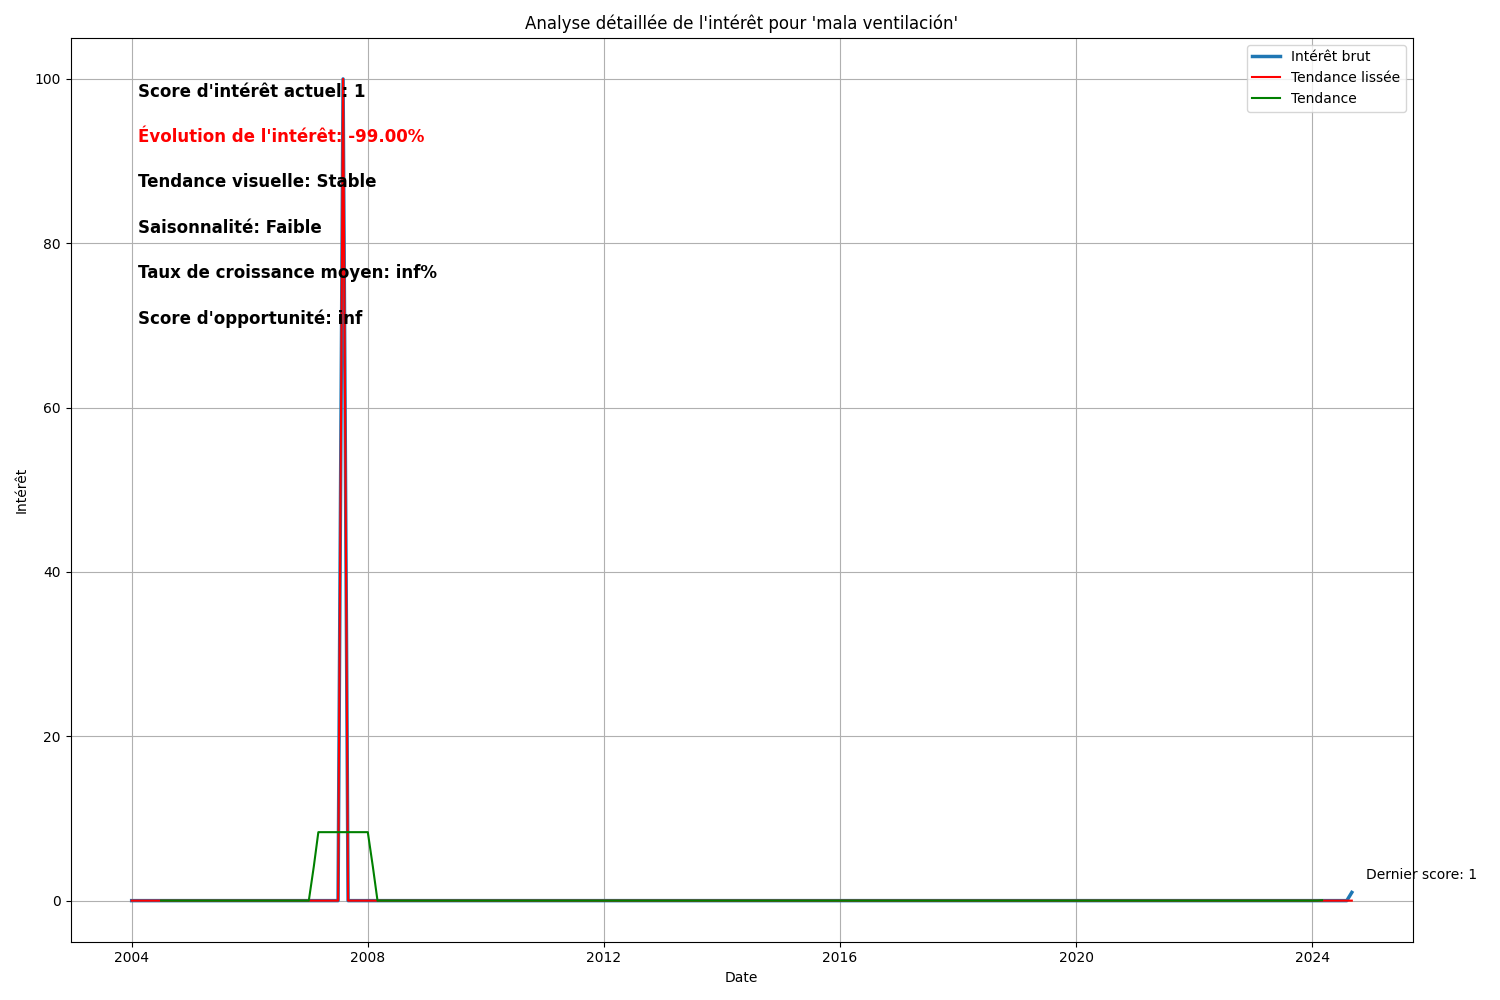 Analyse détaillée de l'intérêt pour 'mala ventilación'
Intérêt brut
Tendance lissée
Tendance
Score d'intérêt actuel: 1
Évolution de l'intérêt: -99.00%
Tendance visuelle: Stable
Saisonnalité: Faible
Taux de croissance moyen: inf%
Score d'opportunité: inf
100
80
60
40
20
0
Intérêt
Dernier score: 1
2004
2008
2012
2016
2020
2024
Date